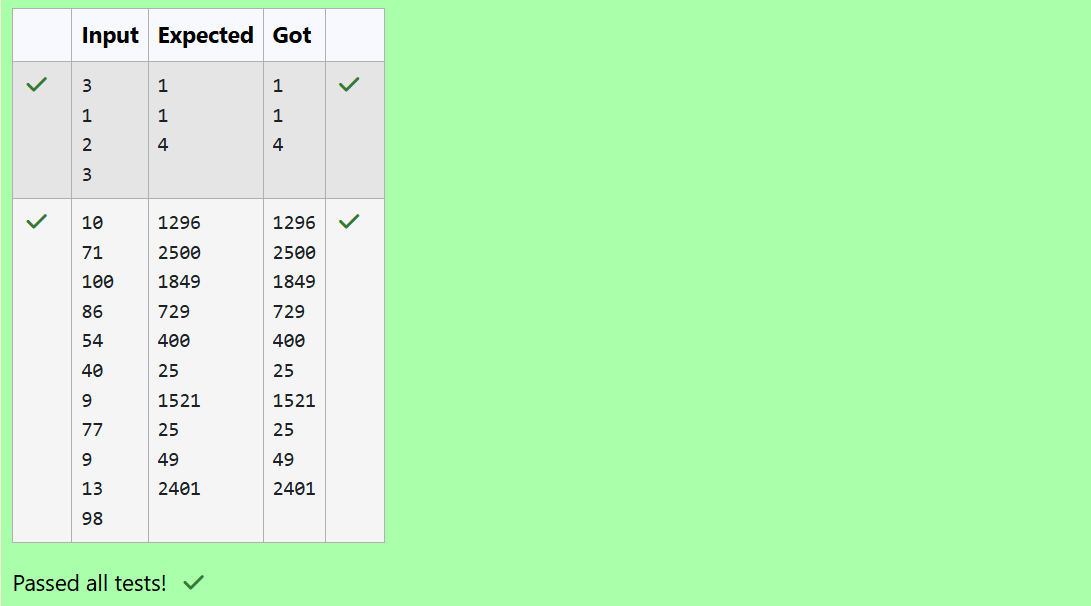 Input Expected Got
3 1 1
1 1 1
2 4 4
3
10 1296 1296
71 2500 2500
100 1849 1849
86 729 729
54 400 400
40 25 25
9 1521 1521
77 25 25
9 49 49
13 2401 2401
98
Passed all tests!